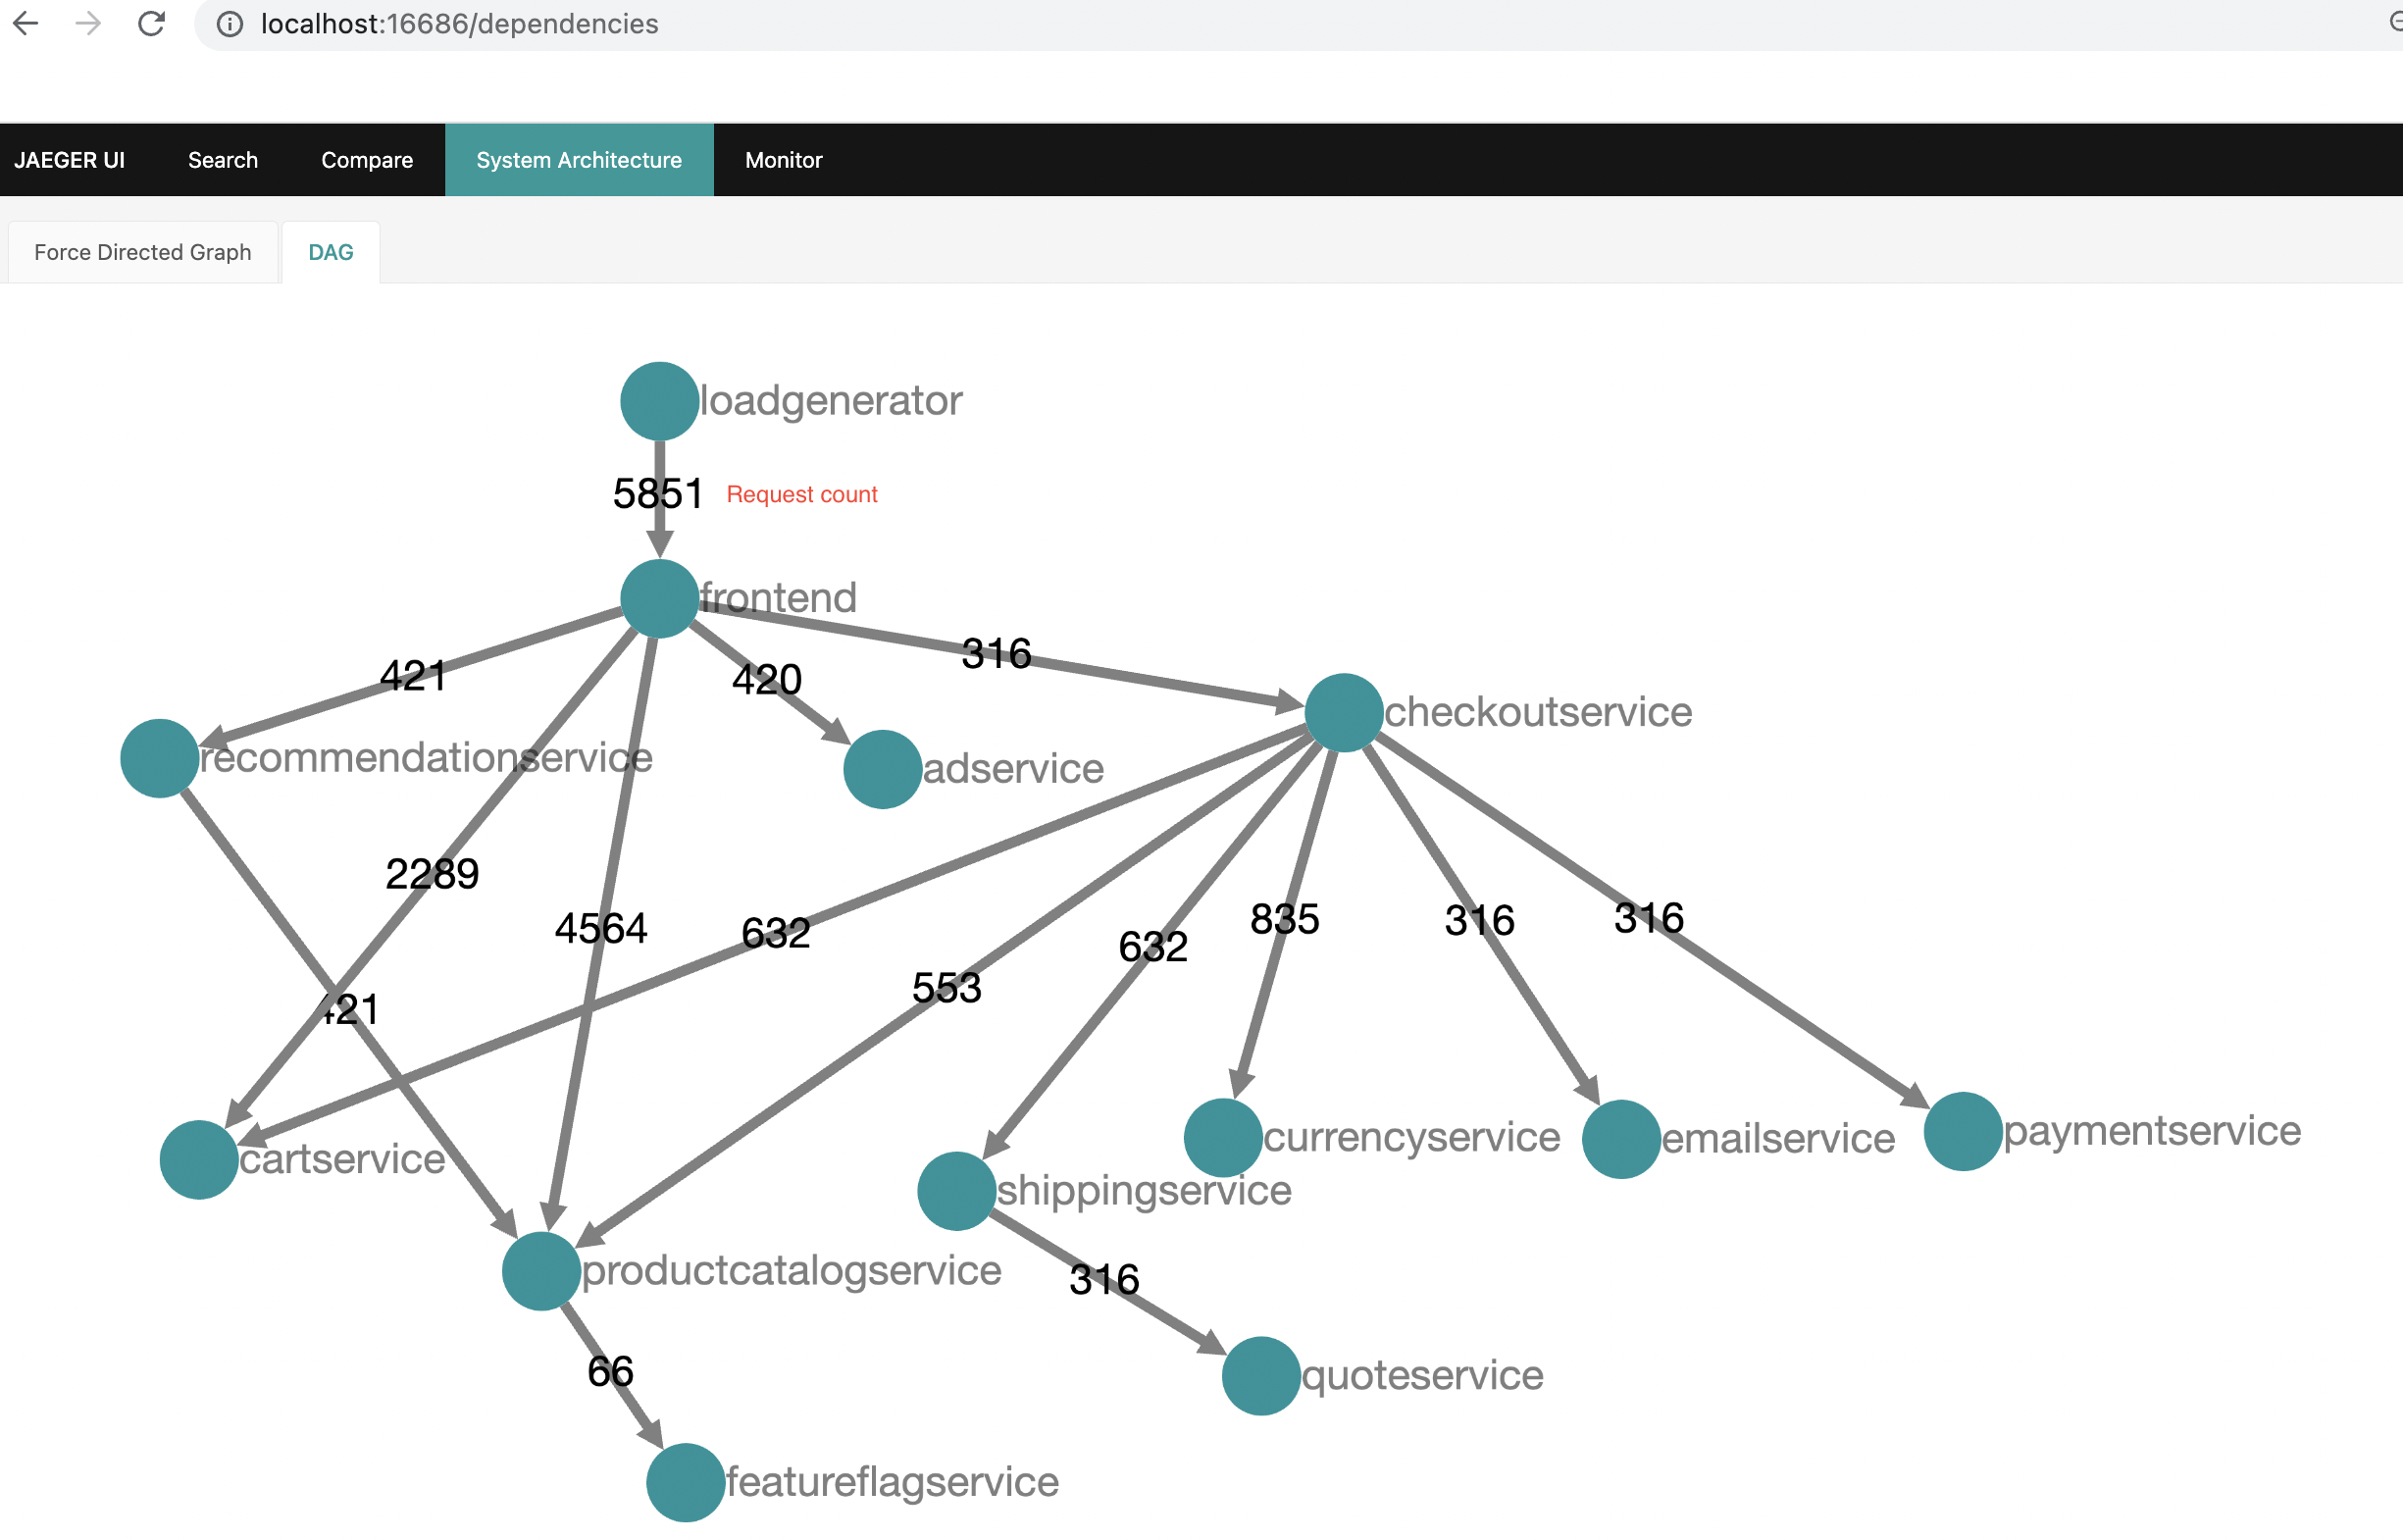 localhost:16686/dependencies
JAEGER UI Search Compare System Architecture Monitor
Force Directed Graph DAG
loadgenerator
5851 Request count
frontend
316
421
420
checkoutservice
recommendationservice
adservice
2289
4564
632
553
632
835
316
316
421
cartservice
currencyservice
emailservice
paymentservice
shippingservice
productcatalogservice
316
66
quoteservice
featureflagservice